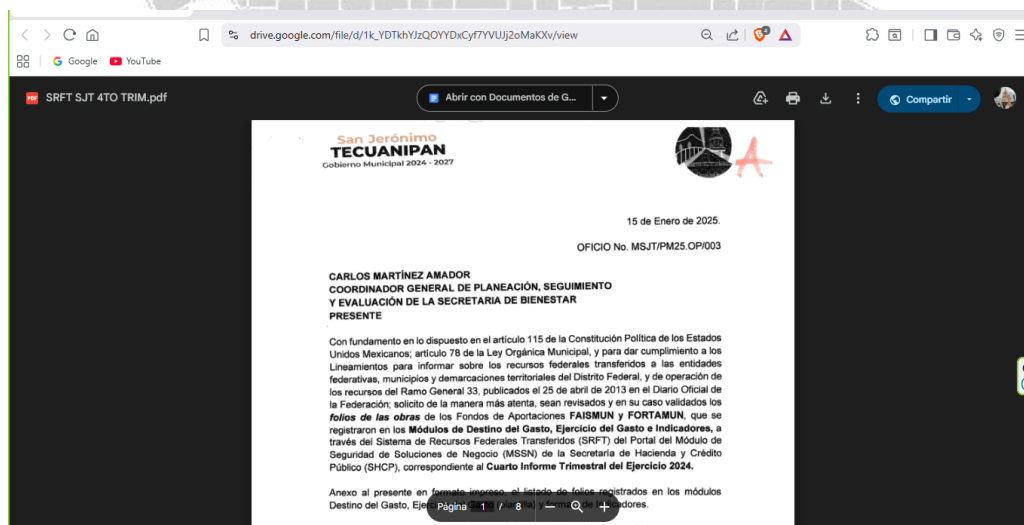 drive.google.com/file/d/1k_YDTkhYJzQOYYDxCyf7YVUJj2oMaKXv/view
4
Google
YouTube
PDF
SRFT SJT 4TO TRIM.pdf
Abrir con Documentos de G...
Compartir
San Jerónimo
TECUANIPAN
Gobierno Municipal 2024 - 2027
A
15 de Enero de 2025.
OFICIO No. MSJT/PM25.OP/003
CARLOS MARTÍNEZ AMADOR
COORDINADOR GENERAL DE PLANEACIÓN, SEGUIMIENTO
Y EVALUACIÓN DE LA SECRETARIA DE BIENESTAR
PRESENTE
Con fundamento en lo dispuesto en el artículo 115 de la Constitución Política de los Estados
Unidos Mexicanos; artículo 78 de la Ley Orgánica Municipal, y para dar cumplimiento a los
Lineamientos para informar sobre los recursos federales transferidos a las entidades
federativas, municipios y demarcaciones territoriales del Distrito Federal, y de operación de
los recursos del Ramo General 33, publicados el 25 de abril de 2013 en el Diario Oficial de
la Federación; solicito de la manera más atenta, sean revisados y en su caso validados los
folios de las obras de los Fondos de Aportaciones FAISMUN y FORTAMUN, que se
registraron en los Módulos de Destino del Gasto, Ejercicio del Gasto e Indicadores, a
través del Sistema de Recursos Federales Transferidos (SRFT) del Portal del Módulo de
Seguridad de Soluciones de Negocio (MSSN) de la Secretaría de Hacienda y Crédito
Público (SHCP), correspondiente al Cuarto Informe Trimestral del Ejercicio 2024.
Anexo al presente en formato impreso, el listado de folios registrados en los módulos
Destino del Gasto,
Página 1 / 8